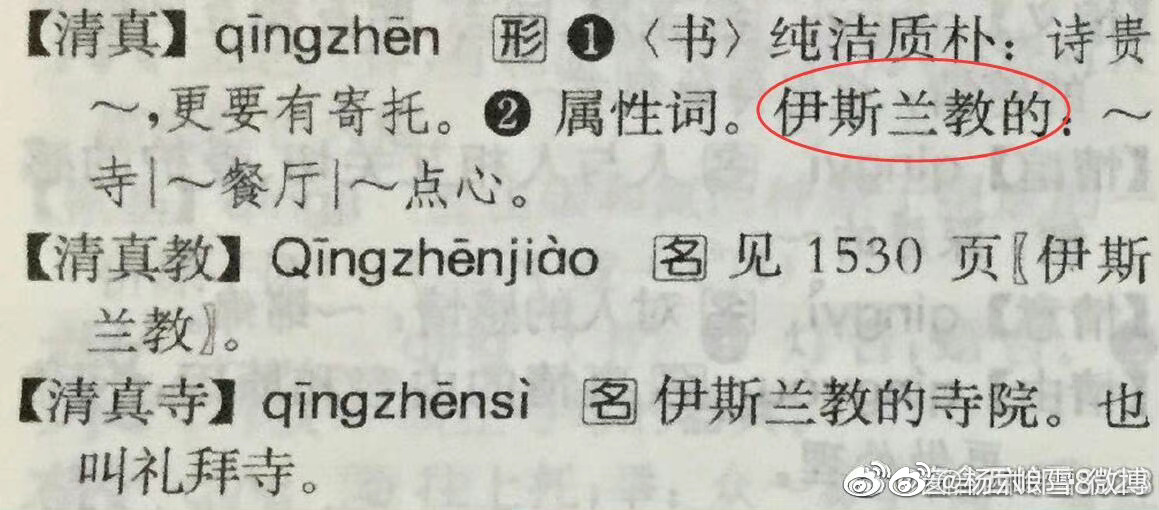 【清真】qīngzhēn 形 ❶〈书〉纯洁质朴：诗贵
～，更要有寄托。❷ 属性词。伊斯兰教的：～
寺|～餐厅|～点心。
【清真教】Qīngzhēnjiào 名 见 1530 页〖伊斯
兰教〗。
【清真寺】qīngzhēnsì 名 伊斯兰教的寺院。也
叫礼拜寺。